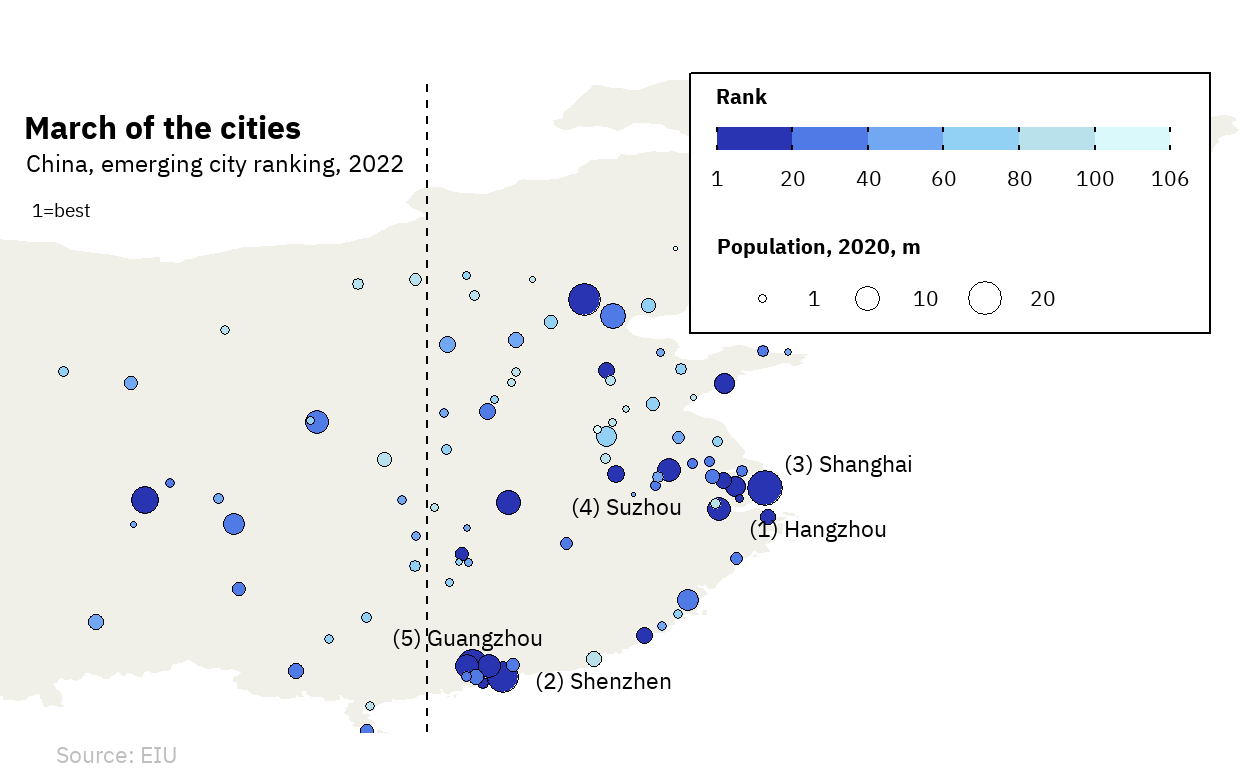 March of the cities
China, emerging city ranking, 2022
1=best
Rank
1 20 40 60 80 100 106
Population, 2020, m
1 10 20
(3) Shanghai
(4) Suzhou
(1) Hangzhou
(5) Guangzhou
(2) Shenzhen
Source: EIU